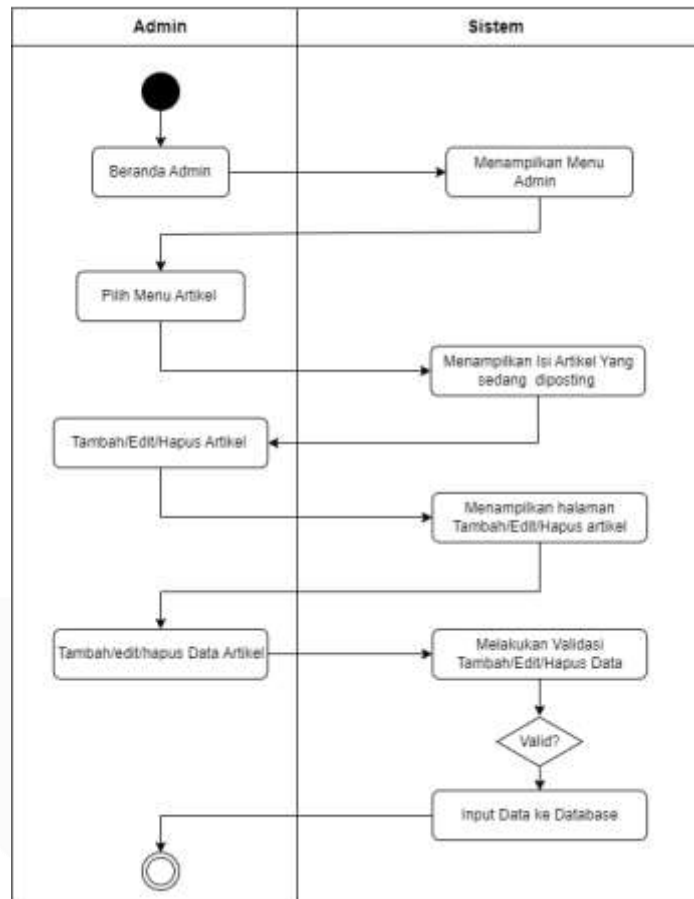 Admin
Sistem
Beranda Admin
Menampilkan Menu
Admin
Pilih Menu Artikel
Menampilkan Isi Artikel Yang
sedang diposting
Tambah/Edit/Hapus Artikel
Menampilkan halaman
Tambah/Edit/Hapus artikel
Tambah/edit/hapus Data Artikel
Melakukan Validasi
Tambah/Edit/Hapus Data
Valid?
Input Data ke Database